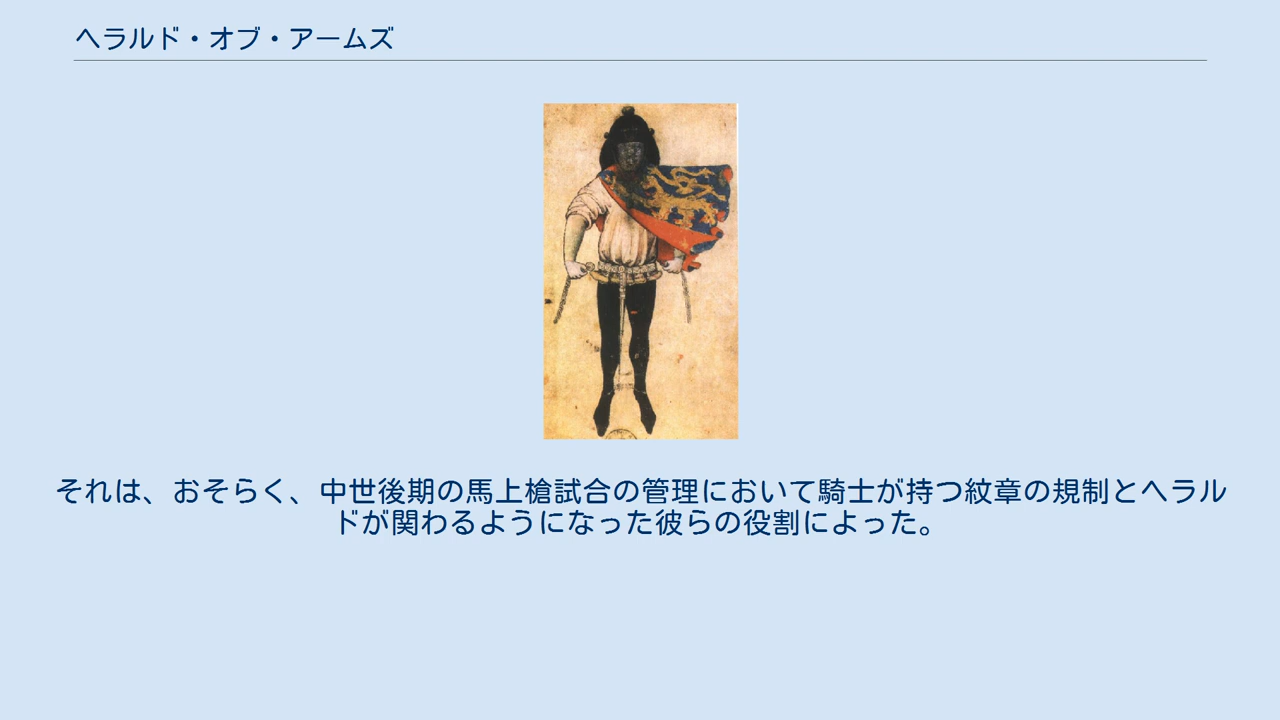 ヘラルド・オブ・アームズ
それは、おそらく、中世後期の馬上槍試合の管理において騎士が持つ紋章の規制とヘラル
ドが関わるようになった彼らの役割によった。